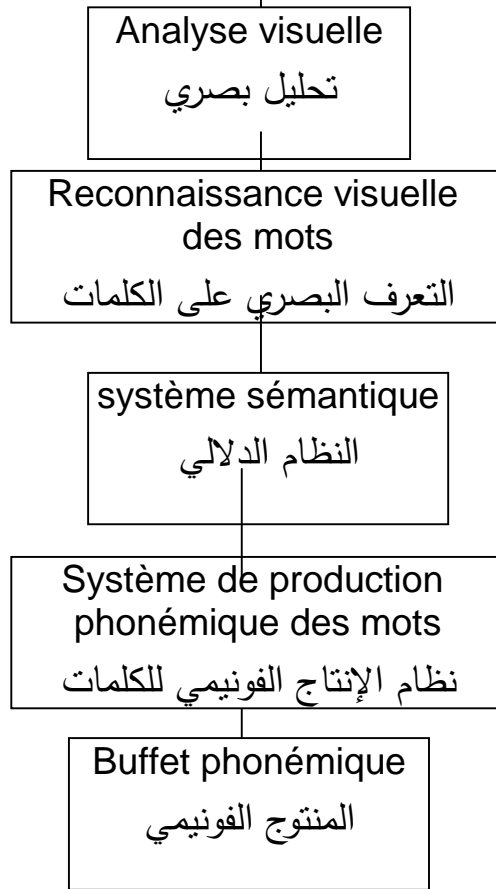 Analyse visuelle
تحليل بصري
Reconnaissance visuelle
des mots
التعرف البصري على الكلمات
système sémantique
النظام الدلالي
Système de production
phonémique des mots
نظام الإنتاج الفونيمي للكلمات
Buffet phonémique
المنتوج الفونيمي